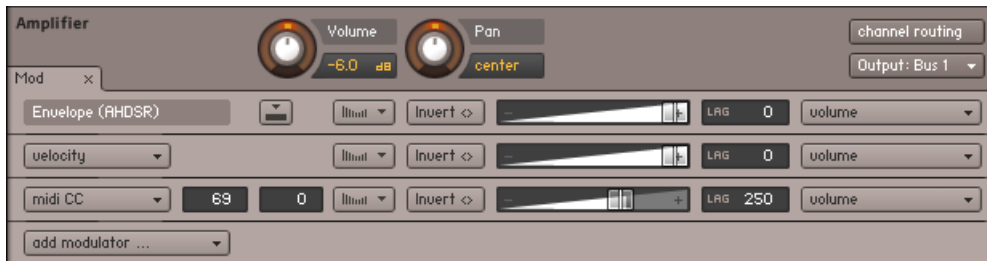 Amplifier
Volume
Pan
channel routing
-6.0 dB
center
Output: Bus 1
Mod x
Envelope (AHDSR) Invert <> - + LAG 0 volume
velocity Invert <> - + LAG 0 volume
midi CC 69 0 Invert <> - + LAG 250 volume
add modulator ...